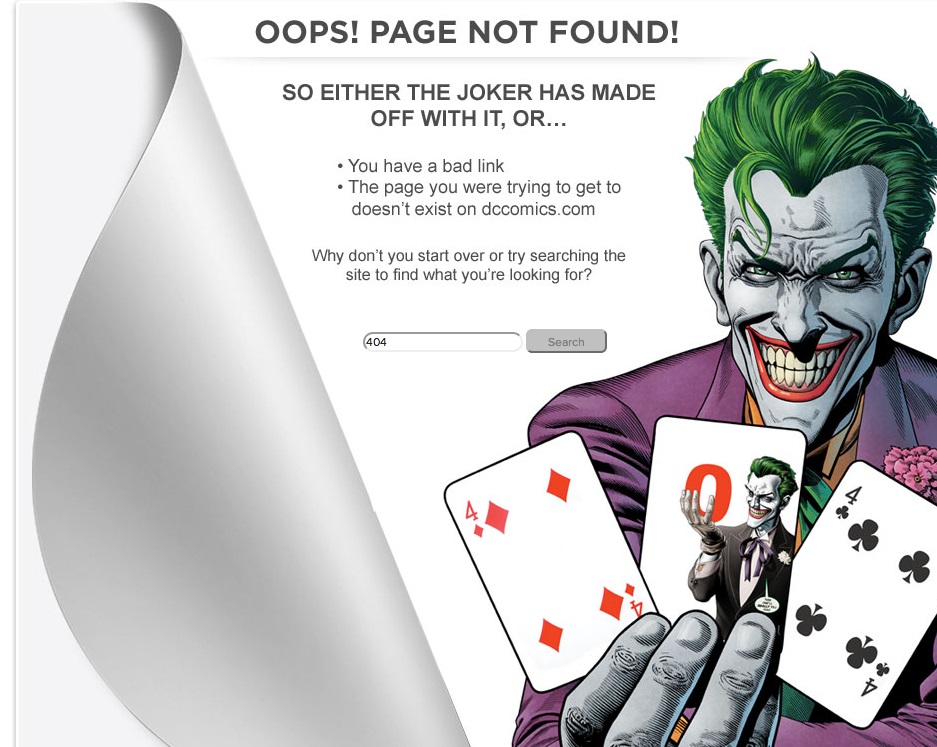 OOPS! PAGE NOT FOUND!
SO EITHER THE JOKER HAS MADE
OFF WITH IT, OR...
• You have a bad link
• The page you were trying to get to
doesn't exist on dccomics.com
Why don't you start over or try searching the
site to find what you're looking for?
404 Search
4
0
4
4
4